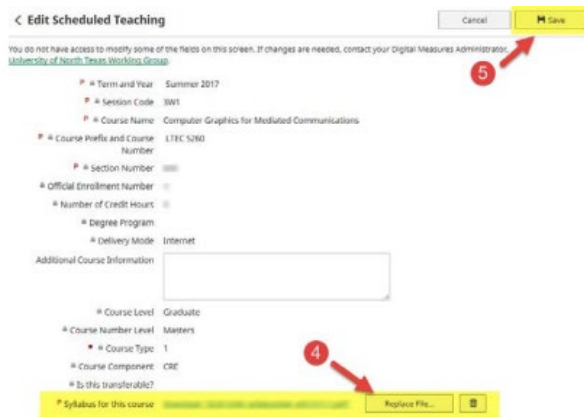 < Edit Scheduled Teaching
Cancel
Save
You do not have access to modify some of the fields on this screen. If changes are needed, contact your Digital Measures Administrator,
University of North Texas Working Group.
5
P Term and Year Summer 2017
P Session Code 3W1
P Course Name Computer Graphics for Mediated Communications
P Course Prefix and Course Number LTEC 5260
P Section Number
Official Enrollment Number
Number of Credit Hours
Degree Program
Delivery Mode Internet
Additional Course Information
Course Level Graduate
Course Number Level Masters
Course Type 1
Course Component CRE
Is this transferable?
4
P Syllabus for this course
Replace File...